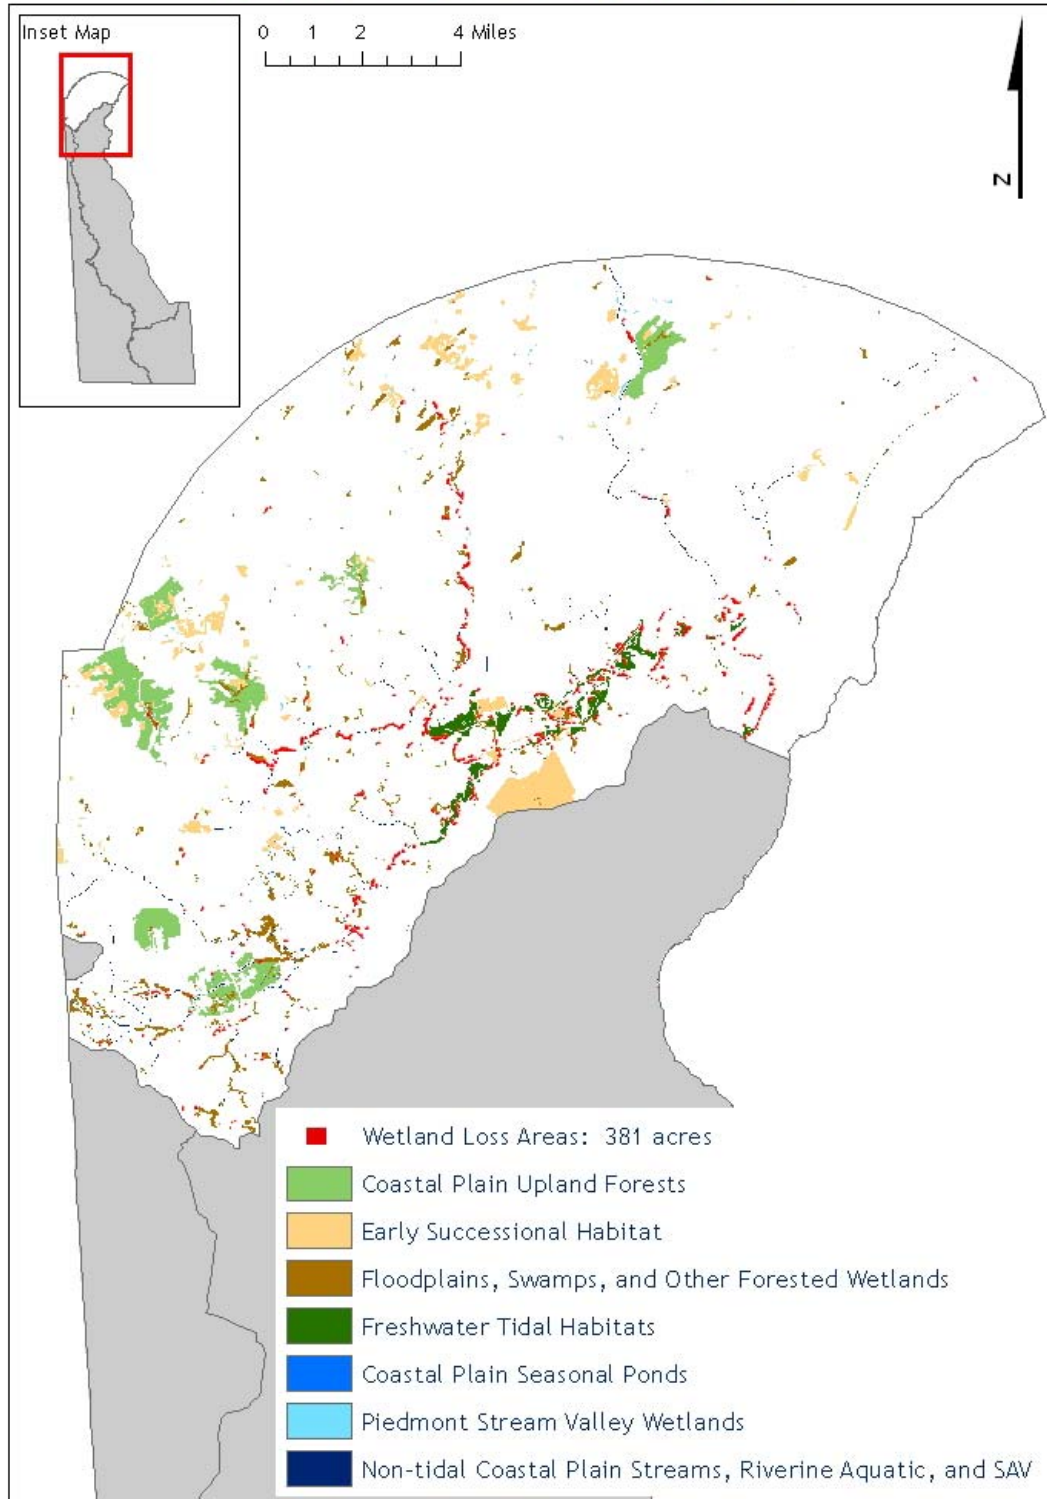 Inset Map
0 1 2 4 Miles
N
Wetland Loss Areas: 381 acres
Coastal Plain Upland Forests
Early Successional Habitat
Floodplains, Swamps, and Other Forested Wetlands
Freshwater Tidal Habitats
Coastal Plain Seasonal Ponds
Piedmont Stream Valley Wetlands
Non-tidal Coastal Plain Streams, Riverine Aquatic, and SAV